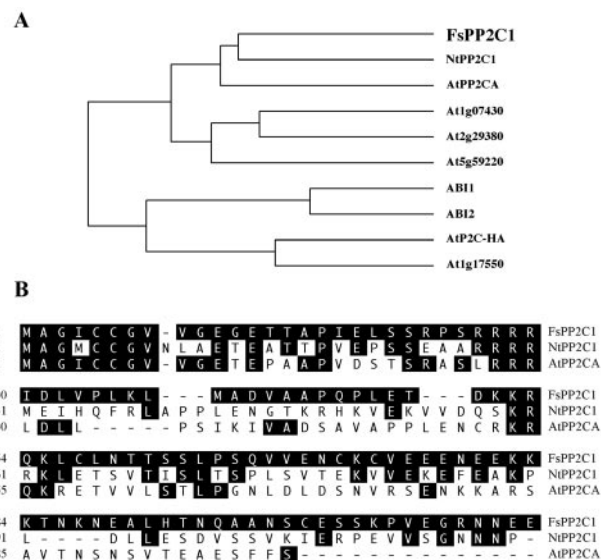 A
FsPP2C1
NtPP2C1
AtPP2CA
At1g07430
At2g29380
At5g59220
ABI1
ABI2
AtP2C-HA
At1g17550
B
M A G I C C G V - V G E G E T T A P I E L S S R P S R R R R FsPP2C1
M A G M C C G V N L A E T E A T T P V E P S S E A A R R R R NtPP2C1
M A G I C C G V - V G E T E P A A P V D S T S R A S L R R R AtPP2CA
I D L V P L K L - - - M A D V A A P Q P L E T - - - D K K R FsPP2C1
M E I H Q F R L A P P L E N G T K R H K V E K V V D Q S K R NtPP2C1
L D L L - - - - - P S I K I V A D S A V A P P L E N C R K R AtPP2CA
Q K L C L N T T S S L P S Q V V E N K C V E E E N E E K K FsPP2C1
R K L E T S V T I S L T S P L S V T E K V V E K E F E A K P NtPP2C1
Q K R E T V V L S T L P G N L D L D S N V R S E N K K A R S AtPP2CA
K T N K N E A L H T N Q A A N S C E S S K P V E G R N N E E FsPP2C1
L - - - - D L E S D V S S V K I E R P E V V S G N N P - NtPP2C1
A V T N S N S V T E A E S F F S - - - - - - - - - - - - - - AtPP2CA